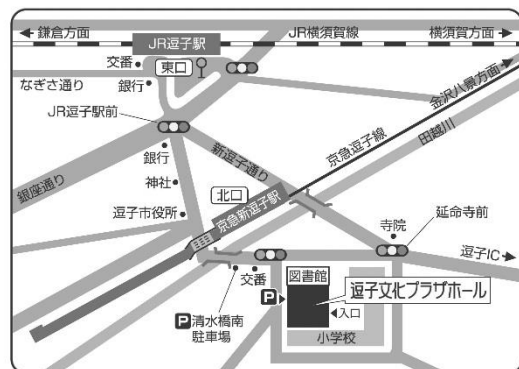 鎌倉方面
JR逗子駅
JR横須賀線
横須賀方面
交番
東口
銀行
なぎさ通り
金沢八景方面
JR逗子駅前
京急逗子線
田越川
新逗子通り
銀行
銀座通り
神社
北口
逗子市役所
京急新逗子駅
寺院
延命寺前
逗子IC
交番
図書館
P
逗子文化プラザホール
P清水橋南
駐車場
入口
小学校